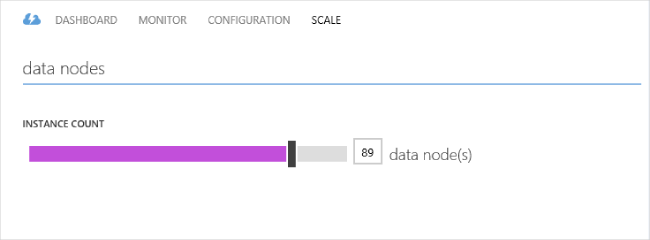 DASHBOARD MONITOR CONFIGURATION SCALE
data nodes
INSTANCE COUNT
89 data node(s)